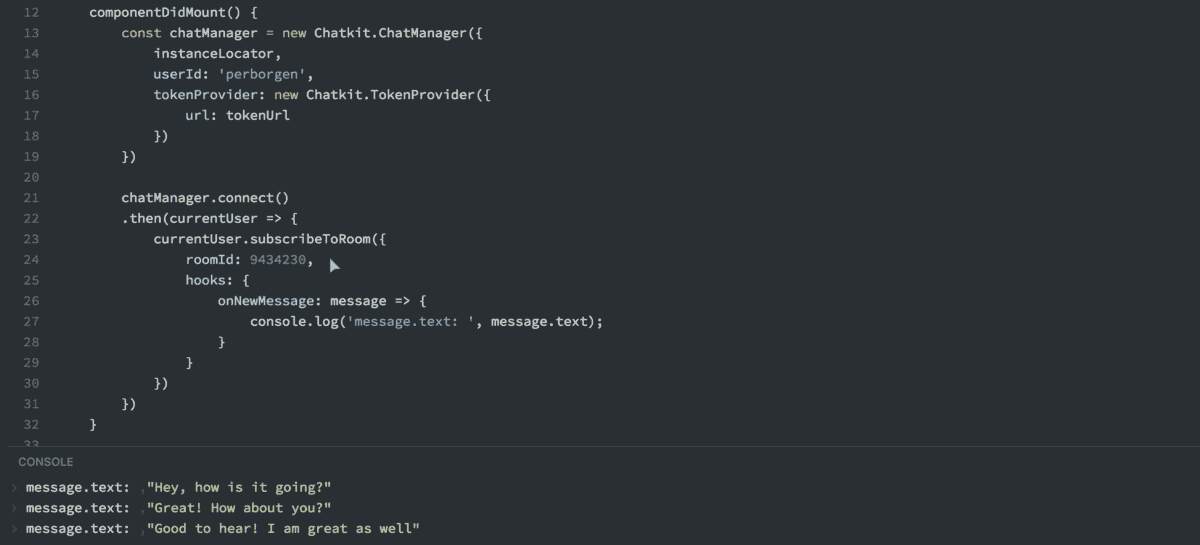 12 componentDidMount() {
13 const chatManager = new Chatkit.ChatManager({
14 instanceLocator,
15 userId: 'perborgen',
16 tokenProvider: new Chatkit.TokenProvider({
17 url: tokenUrl
18 })
19 })
20
21 chatManager.connect()
22 .then(currentUser => {
23 currentUser.subscribeToRoom({
24 roomId: 9434230,
25 hooks: {
26 onNewMessage: message => {
27 console.log('message.text: ', message.text);
28 }
29 }
30 })
31 })
32 }
33
CONSOLE
> message.text: ,"Hey, how is it going?"
> message.text: ,"Great! How about you?"
> message.text: ,"Good to hear! I am great as well"